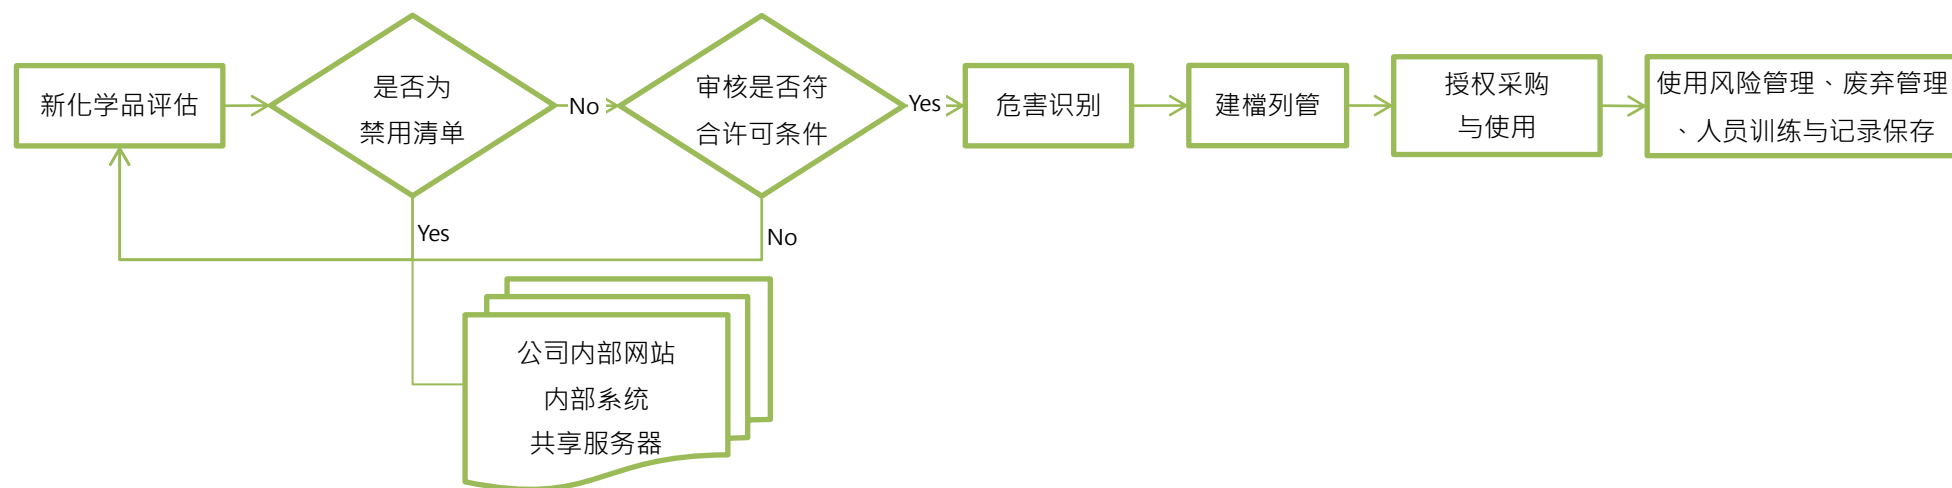 新化学品评估
是否为
禁用清单
No
Yes
审核是否符
合许可条件
Yes
No
危害识别
建檔列管
授权采购
与使用
使用风险管理、废弃管理
、人员训练与记录保存
公司内部网站
内部系统
共享服务器